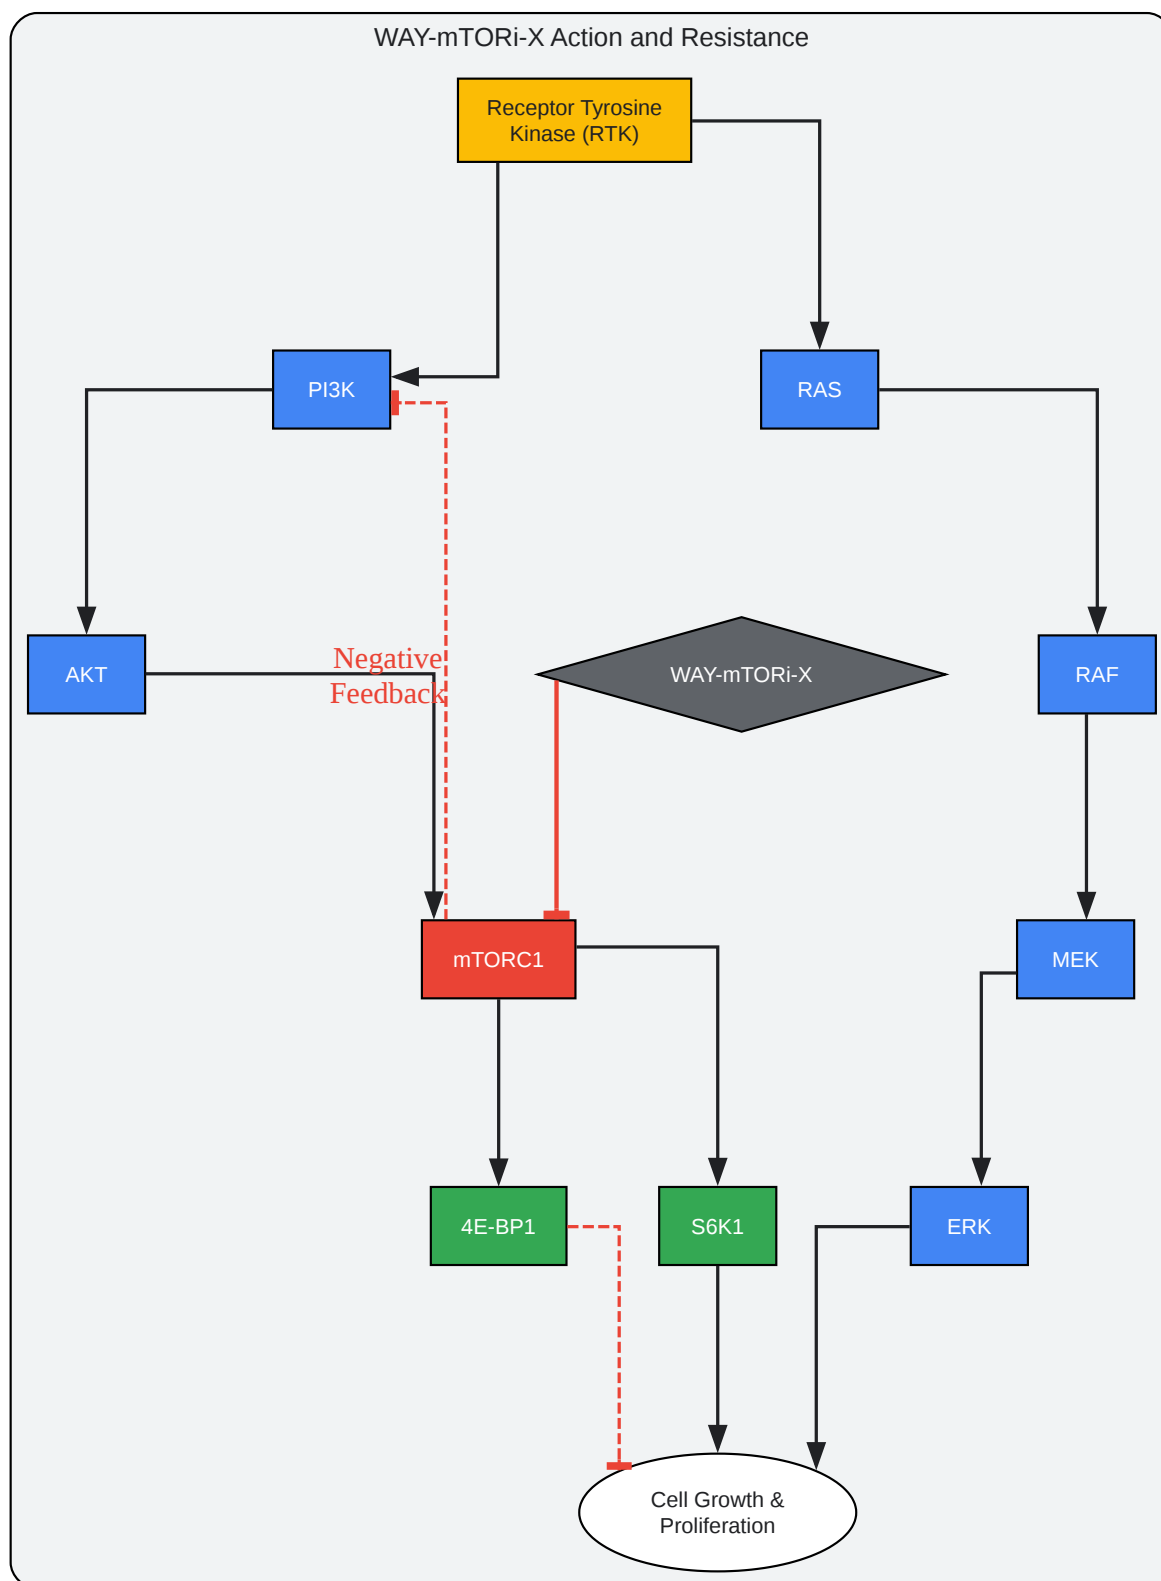 WAY-mTORi-X Action and Resistance
Receptor Tyrosine
Kinase (RTK)
PI3K
RAS
Negative
Feedback
AKT
WAY-mTORi-X
RAF
mTORC1
MEK
4E-BP1
S6K1
ERK
Cell Growth &
Proliferation